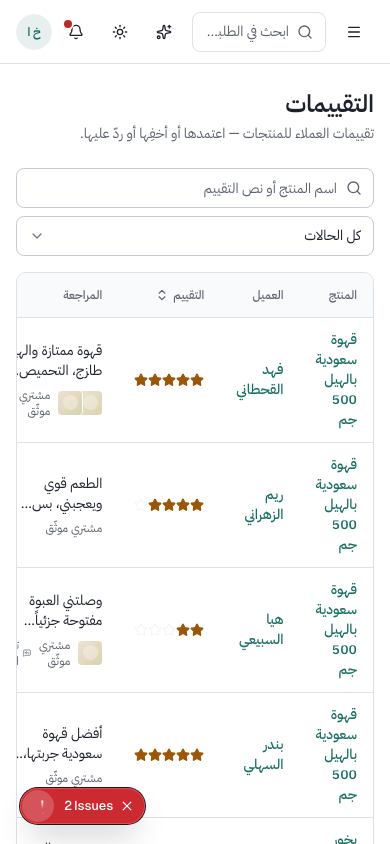 ابحث في الطلبـ...
خ ا
التقييمات
تقييمات العملاء للمنتجات — اعتمدها أو أخفِها أو ردّ عليها.
اسم المنتج أو نص التقييم
كل الحالات
المنتج
العميل
التقييم
المراجعة
قهوة
سعودية
بالهيل
500
جم
فهد
القحطاني
قهوة ممتازة
طازج، التحميص
مشتري
موثّق
قهوة
سعودية
بالهيل
500
جم
ريم
الزهراني
الطعم قوي
ويعجبني، بس...
مشتري موثّق
قهوة
سعودية
بالهيل
500
جم
هيا
السبيعي
وصلتني العبوة
مفتوحة جزئياً...
مشتري
موثّق
قهوة
سعودية
بالهيل
500
جم
بندر
السهلي
أفضل قهوة
سعودية جربتها،...
مشتري موثّق
بخور
2 Issues